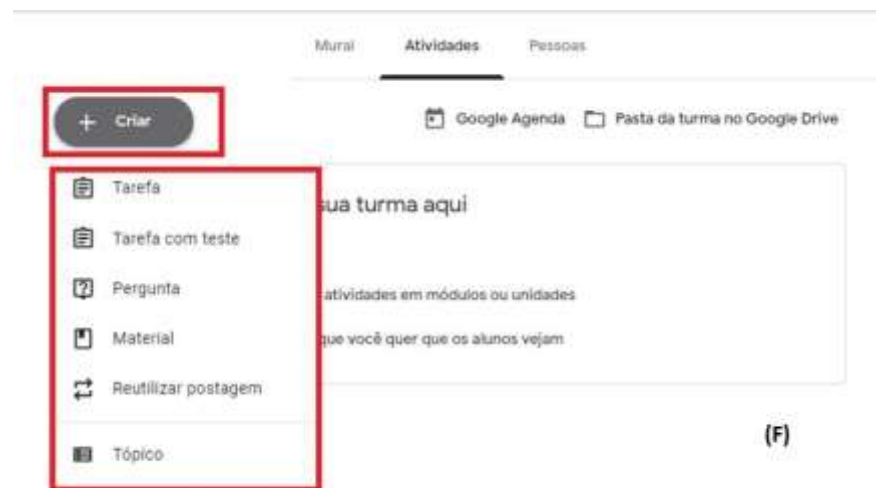 Mural Atividades Pessoas
+ Criar
Google Agenda Pasta da turma no Google Drive
Tarefa
sua turma aqui
Tarefa com teste
Pergunta
atividades em módulos ou unidades
Material
que você quer que os alunos vejam
Reutilizar postagem
(F)
Tópico